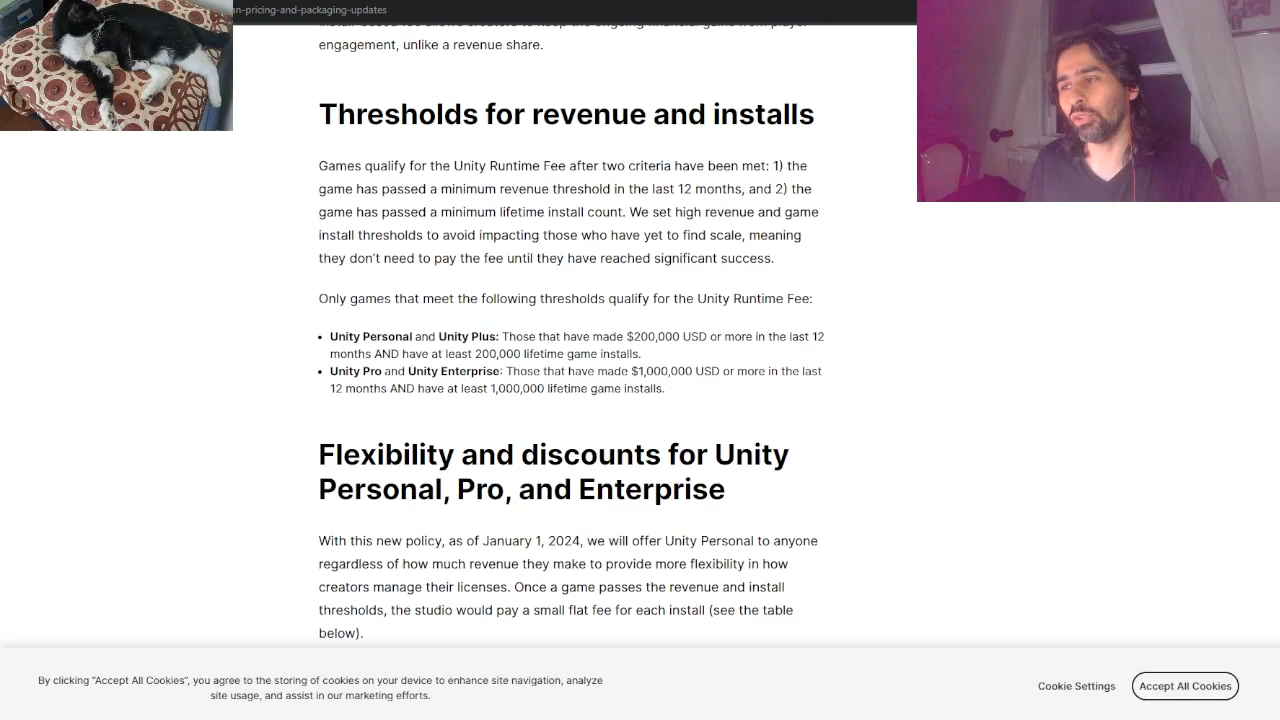 an-pricing-and-packaging-updates
engagement, unlike a revenue share.
Thresholds for revenue and installs
Games qualify for the Unity Runtime Fee after two criteria have been met: 1) the
game has passed a minimum revenue threshold in the last 12 months, and 2) the
game has passed a minimum lifetime install count. We set high revenue and game
install thresholds to avoid impacting those who have yet to find scale, meaning
they don’t need to pay the fee until they have reached significant success.
Only games that meet the following thresholds qualify for the Unity Runtime Fee:
• Unity Personal and Unity Plus: Those that have made $200,000 USD or more in the last 12
months AND have at least 200,000 lifetime game installs.
• Unity Pro and Unity Enterprise: Those that have made $1,000,000 USD or more in the last
12 months AND have at least 1,000,000 lifetime game installs.
Flexibility and discounts for Unity
Personal, Pro, and Enterprise
With this new policy, as of January 1, 2024, we will offer Unity Personal to anyone
regardless of how much revenue they make to provide more flexibility in how
creators manage their licenses. Once a game passes the revenue and install
thresholds, the studio would pay a small flat fee for each install (see the table
below).
By clicking “Accept All Cookies”, you agree to the storing of cookies on your device to enhance site navigation, analyze
site usage, and assist in our marketing efforts.
Cookie Settings
Accept All Cookies